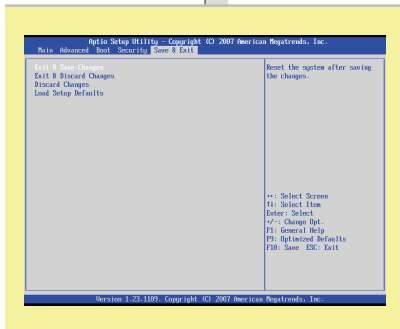 Aptio Setup Utility - Copyright (C) 2007 American Megatrends, Inc.
Main Advanced Boot Security Save & Exit
Exit & Save Changes
Exit & Discard Changes
Discard Changes
Load Setup Defaults
Reset the system after saving
the changes.
↔: Select Screen
↑↓: Select Item
Enter: Select
+/-: Change Opt.
F1: General Help
F9: Optimized Defaults
F10: Save ESC: Exit
Version 1.23.1109. Copyright (C) 2007 American Megatrends, Inc.